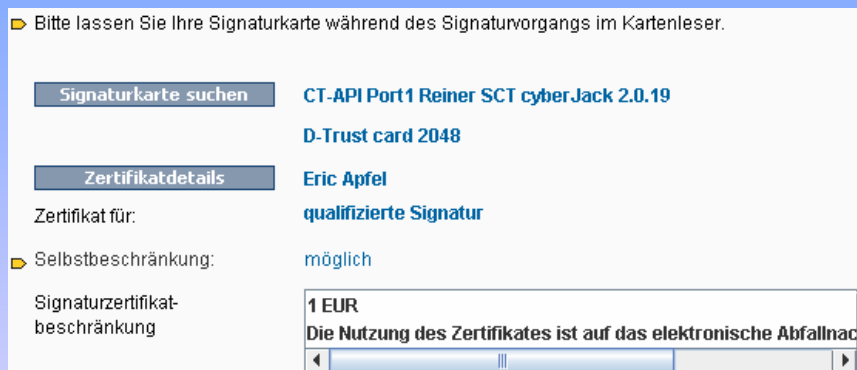 Bitte lassen Sie Ihre Signaturkarte während des Signaturvorgangs im Kartenleser.
Signaturkarte suchen CT-API Port1 Reiner SCT cyberJack 2.0.19
D-Trust card 2048
Zertifikatdetails Eric Apfel
Zertifikat für: qualifizierte Signatur
Selbstbeschränkung: möglich
Signaturzertifikat- 1 EUR
beschränkung Die Nutzung des Zertifikates ist auf das elektronische Abfallnac